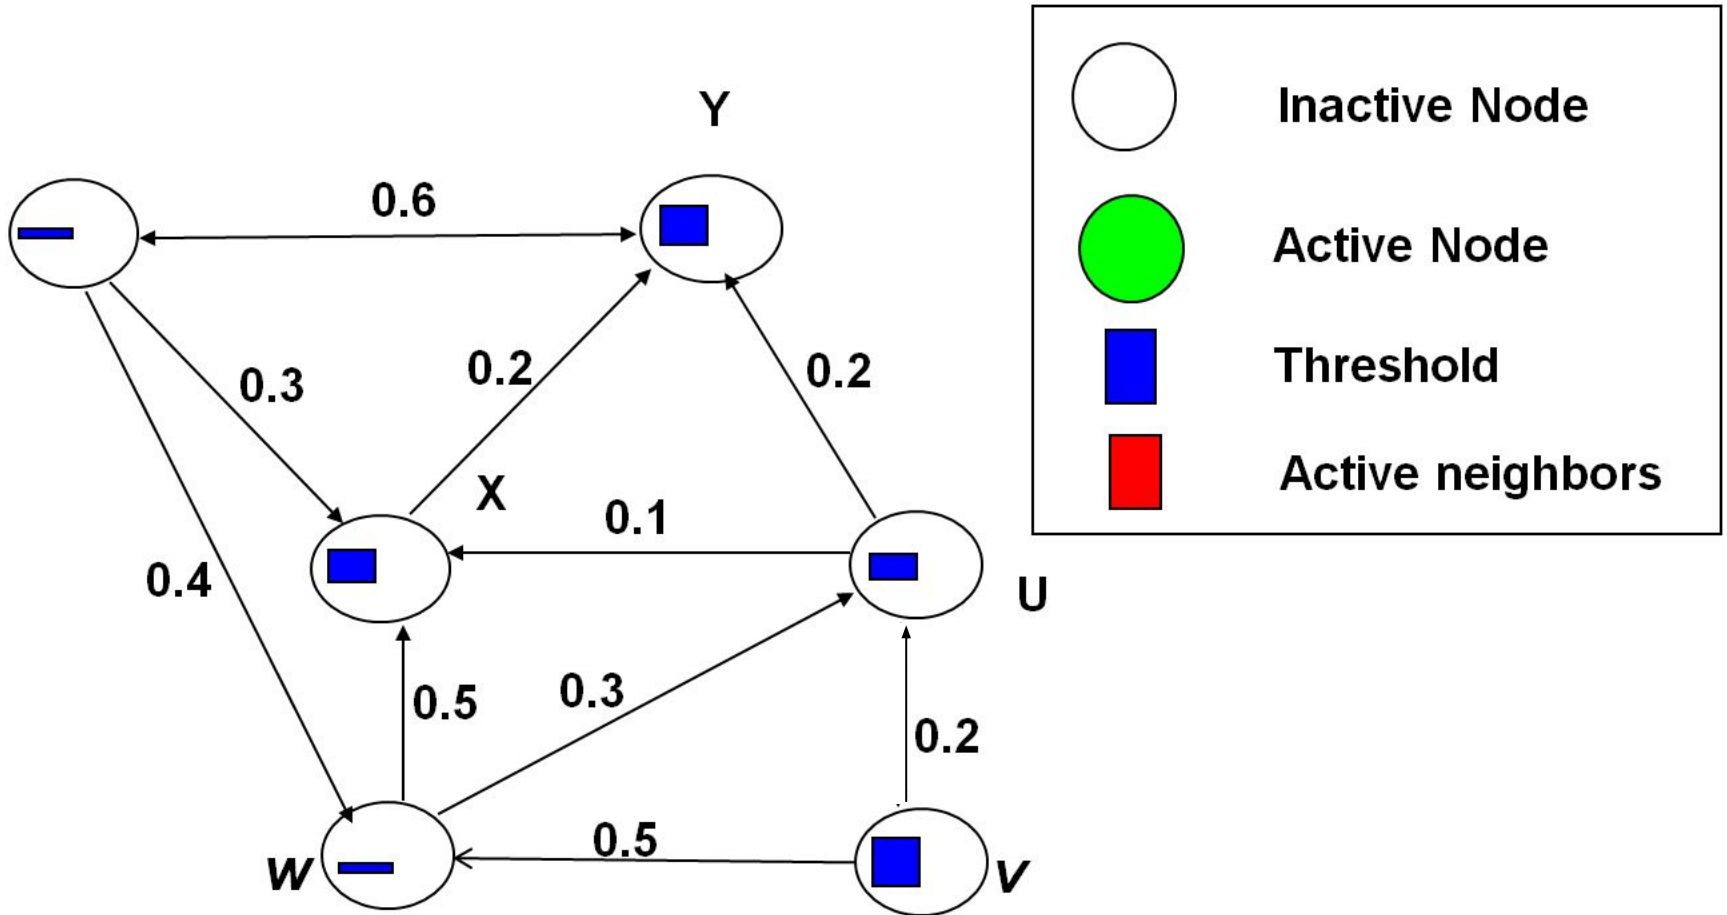 Y
0.6
0.3
0.2
0.2
X
0.1
0.4
U
0.5
0.3
0.2
0.5
W
V
Inactive Node
Active Node
Threshold
Active neighbors